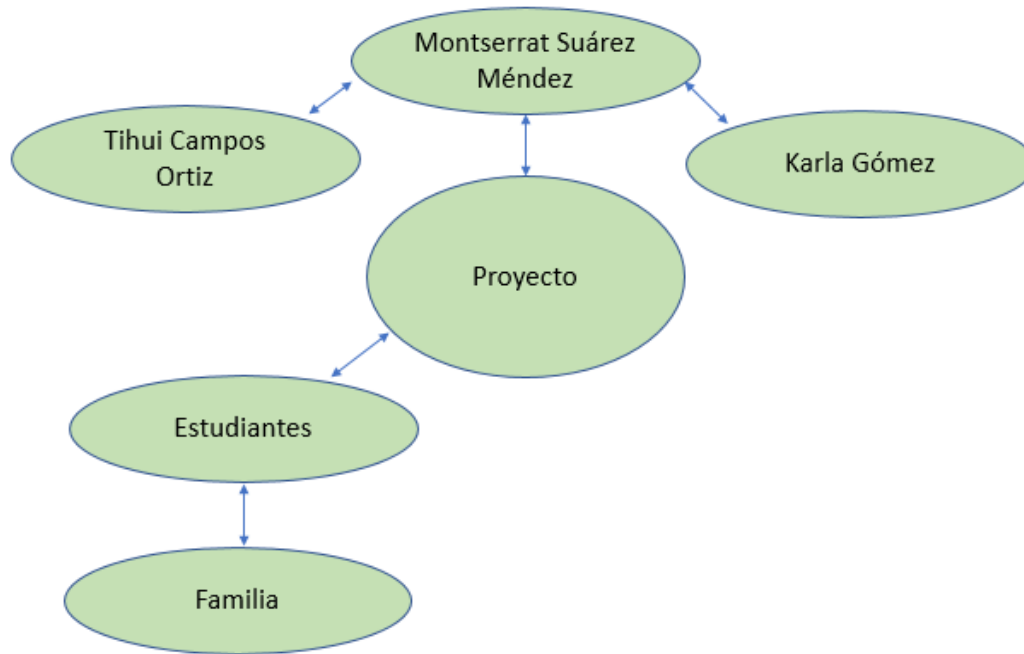 Montserrat Suárez
Méndez
Tihui Campos
Ortiz
Karla Gómez
Proyecto
Estudiantes
Familia